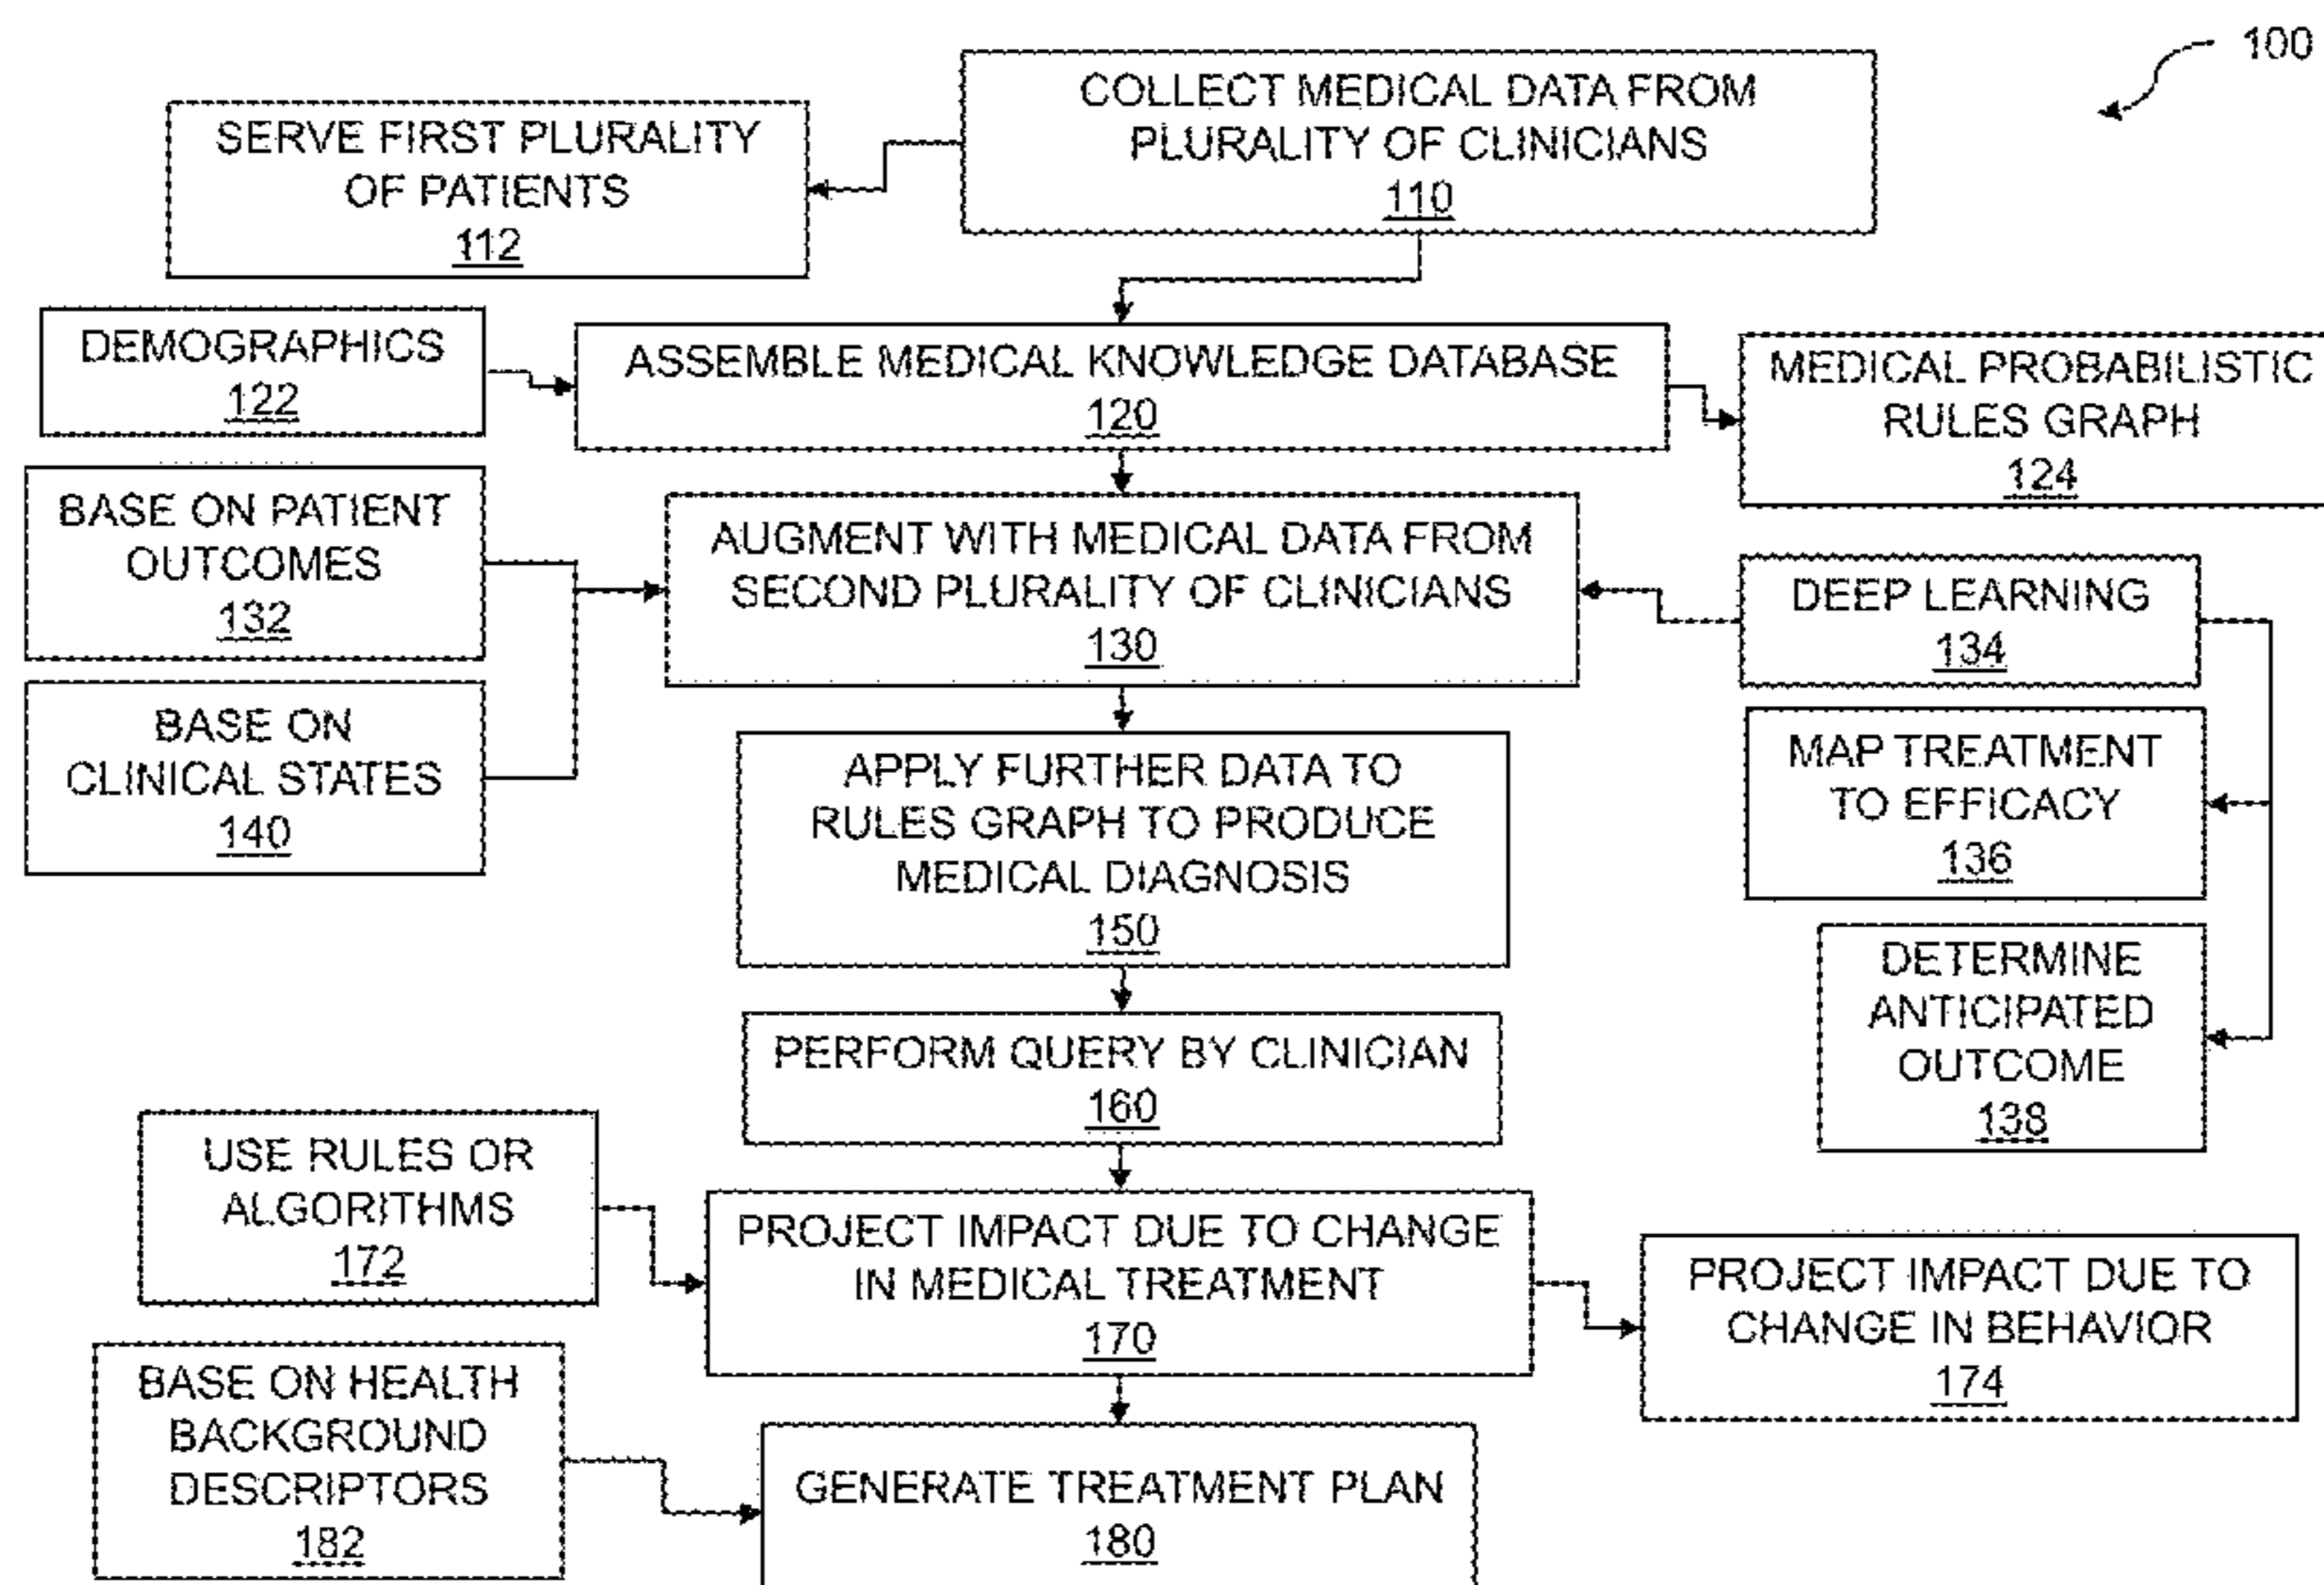 100
COLLECT MEDICAL DATA FROM
PLURALITY OF CLINICIANS
110
SERVE FIRST PLURALITY
OF PATIENTS
112
DEMOGRAPHICS
122
ASSEMBLE MEDICAL KNOWLEDGE DATABASE
120
MEDICAL PROBABILISTIC
RULES GRAPH
124
BASE ON PATIENT
OUTCOMES
132
AUGMENT WITH MEDICAL DATA FROM
SECOND PLURALITY OF CLINICIANS
130
DEEP LEARNING
134
BASE ON
CLINICAL STATES
140
MAP TREATMENT
TO EFFICACY
136
APPLY FURTHER DATA TO
RULES GRAPH TO PRODUCE
MEDICAL DIAGNOSIS
150
DETERMINE
ANTICIPATED
OUTCOME
138
PERFORM QUERY BY CLINICIAN
160
USE RULES OR
ALGORITHMS
172
PROJECT IMPACT DUE TO CHANGE
IN MEDICAL TREATMENT
170
PROJECT IMPACT DUE TO
CHANGE IN BEHAVIOR
174
BASE ON HEALTH
BACKGROUND
DESCRIPTORS
182
GENERATE TREATMENT PLAN
180